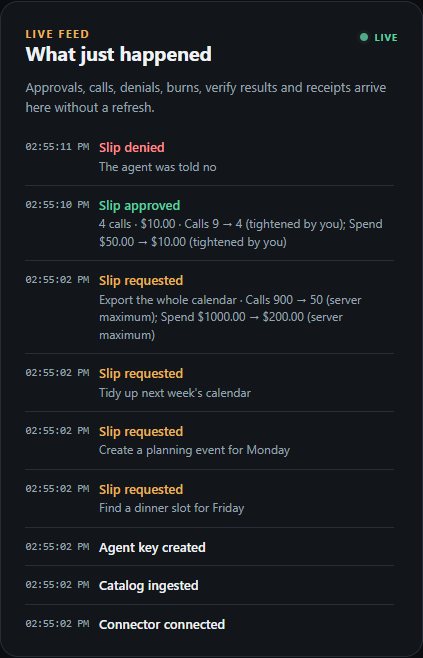 LIVE FEED
LIVE
What just happened
Approvals, calls, denials, burns, verify results and receipts arrive
here without a refresh.
02:55:11 PM Slip denied
The agent was told no
02:55:10 PM Slip approved
4 calls · $10.00 · Calls 9 → 4 (tightened by you); Spend
$50.00 → $10.00 (tightened by you)
02:55:02 PM Slip requested
Export the whole calendar · Calls 900 → 50 (server
maximum); Spend $1000.00 → $200.00 (server
maximum)
02:55:02 PM Slip requested
Tidy up next week's calendar
02:55:02 PM Slip requested
Create a planning event for Monday
02:55:02 PM Slip requested
Find a dinner slot for Friday
02:55:02 PM Agent key created
02:55:02 PM Catalog ingested
02:55:02 PM Connector connected